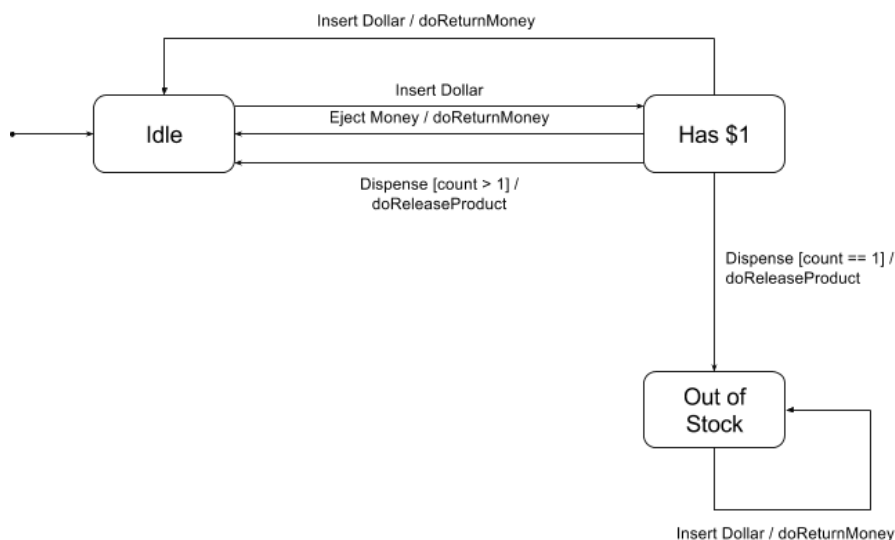 Insert Dollar / doReturnMoney
Insert Dollar
Idle
Eject Money / doReturnMoney
Has $1
Dispense [count > 1] /
doReleaseProduct
Dispense [count == 1] /
doReleaseProduct
Out of
Stock
Insert Dollar / doReturnMoney